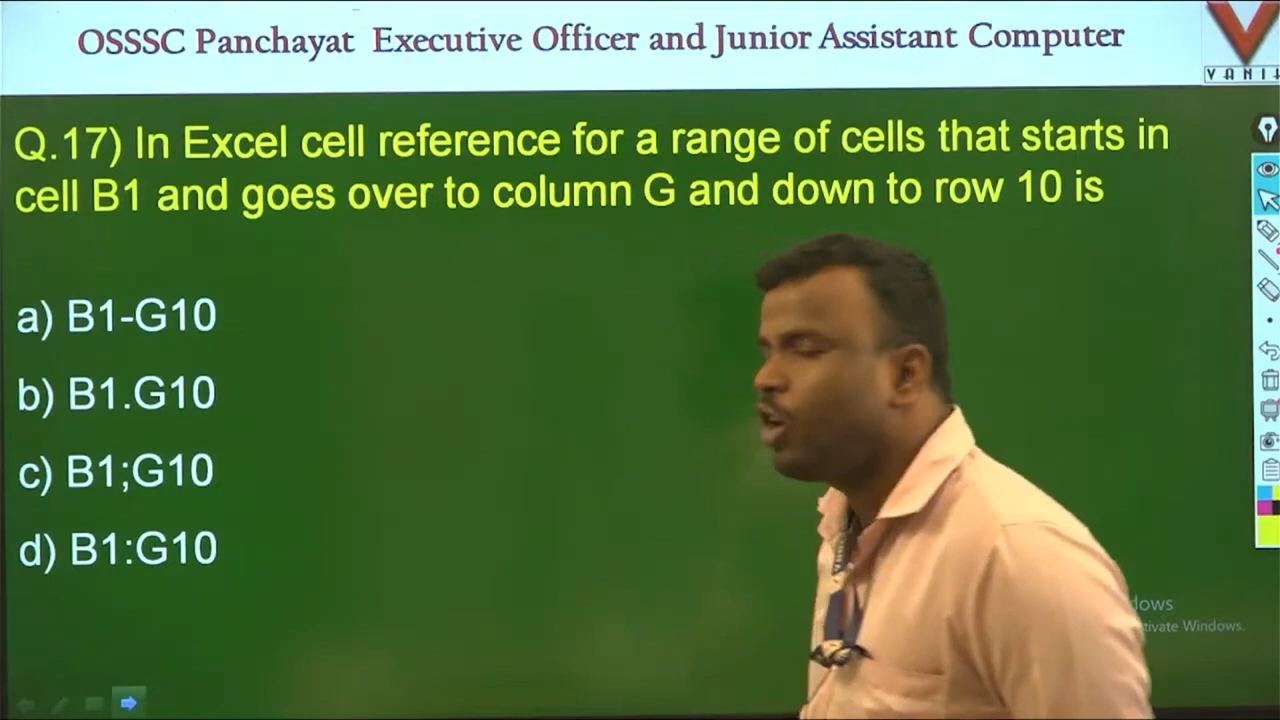 OSSSC Panchayat Executive Officer and Junior Assistant Computer
Q.17) In Excel cell reference for a range of cells that starts in
cell B1 and goes over to column G and down to row 10 is
a) B1-G10
b) B1.G10
c) B1;G10
d) B1:G10
Windows.